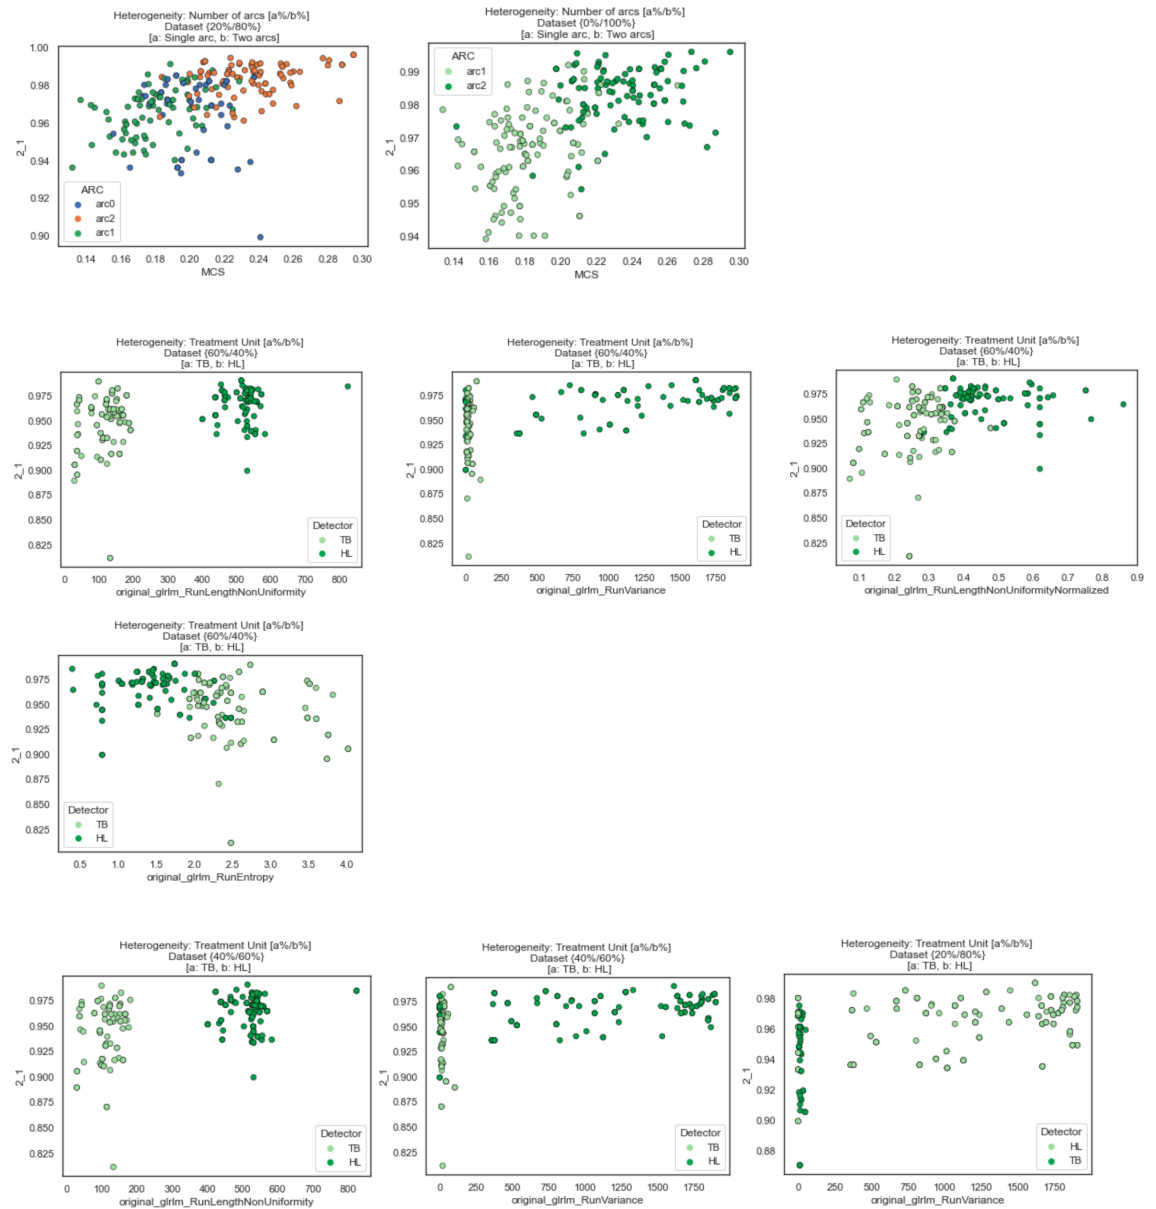 Heterogeneity: Number of arcs [a%/b%]
Dataset {20%/80%}
[a: Single arc, b: Two arcs]
1.00
0.98
0.96
0.94
0.92
0.90
2_1
ARC
arc0
arc2
arc1
0.14 0.16 0.18 0.20 0.22 0.24 0.26 0.28 0.30
MCS
Heterogeneity: Number of arcs [a%/b%]
Dataset {0%/100%}
[a: Single arc, b: Two arcs]
ARC
arc1
arc2
0.99
0.98
0.97
0.96
0.95
0.94
2_1
0.14 0.16 0.18 0.20 0.22 0.24 0.26 0.28 0.30
MCS
Heterogeneity: Treatment Unit [a%/b%]
Dataset {60%/40%}
[a: TB, b: HL]
0.975
0.950
0.925
0.900
0.875
0.850
0.825
2_1
Detector
TB
HL
0 100 200 300 400 500 600 700 800
original_glrlm_RunLengthNonUniformity
Heterogeneity: Treatment Unit [a%/b%]
Dataset {60%/40%}
[a: TB, b: HL]
0.975
0.950
0.925
0.900
0.875
0.850
0.825
2_1
Detector
TB
HL
0 250 500 750 1000 1250 1500 1750
original_glrlm_RunVariance
Heterogeneity: Treatment Unit [a%/b%]
Dataset {60%/40%}
[a: TB, b: HL]
0.975
0.950
0.925
0.900
0.875
0.850
0.825
2_1
Detector
TB
HL
0.1 0.2 0.3 0.4 0.5 0.6 0.7 0.8 0.9
original_glrlm_RunLengthNonUniformityNormalized
Heterogeneity: Treatment Unit [a%/b%]
Dataset {60%/40%}
[a: TB, b: HL]
0.975
0.950
0.925
0.900
0.875
0.850
0.825
2_1
Detector
TB
HL
0.5 1.0 1.5 2.0 2.5 3.0 3.5 4.0
original_glrlm_RunEntropy
Heterogeneity: Treatment Unit [a%/b%]
Dataset {40%/60%}
[a: TB, b: HL]
0.975
0.950
0.925
0.900
0.875
0.850
0.825
2_1
Detector
TB
HL
0 100 200 300 400 500 600 700 800
original_glrlm_RunLengthNonUniformity
Heterogeneity: Treatment Unit [a%/b%]
Dataset {40%/60%}
[a: TB, b: HL]
0.975
0.950
0.925
0.900
0.875
0.850
0.825
2_1
Detector
TB
HL
0 250 500 750 1000 1250 1500 1750
original_glrlm_RunVariance
Heterogeneity: Treatment Unit [a%/b%]
Dataset {20%/80%}
[a: TB, b: HL]
0.98
0.96
0.94
0.92
0.90
0.88
2_1
Detector
HL
TB
0 250 500 750 1000 1250 1500 1750
original_glrlm_RunVariance